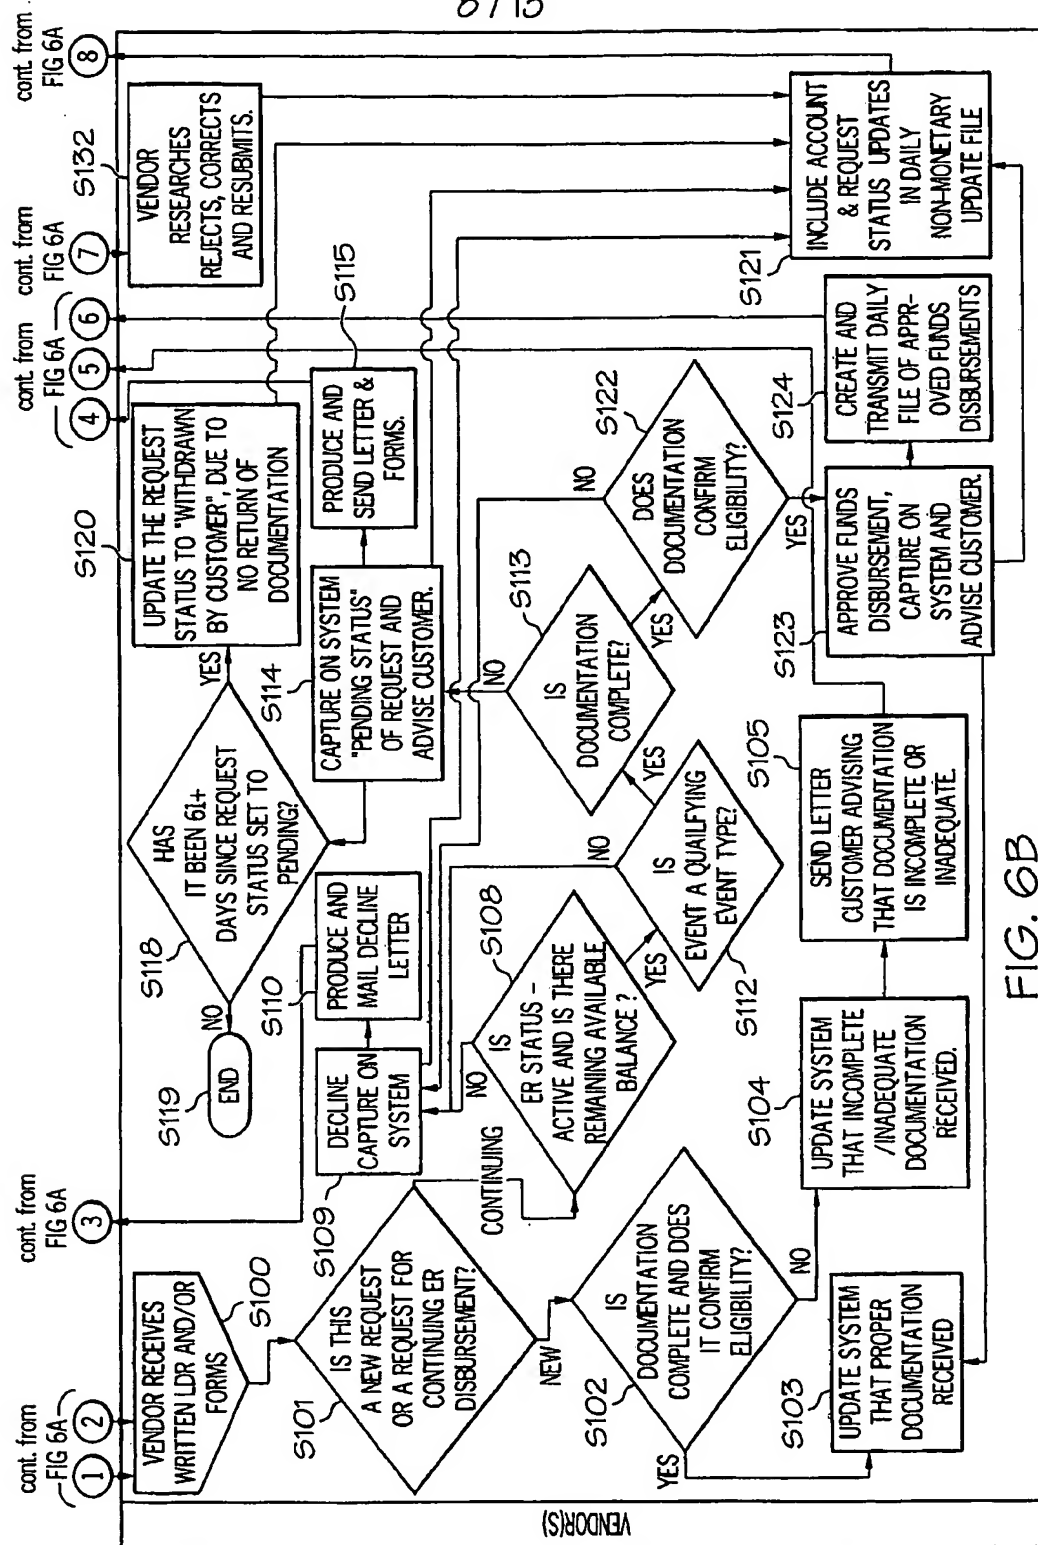 8/15
cont. from
FIG 6A
1
2
cont. from
FIG 6A
3
cont. from
FIG 6A
4
5
6
cont. from
FIG 6A
7
cont. from
FIG 6A
8
VENDOR(S)
VENDOR RECEIVES
WRITTEN LDR AND/OR
FORMS
S100
IS THIS
A NEW REQUEST
OR A REQUEST FOR
CONTINUING ER
DISBURSEMENT?
S101
CONTINUING
NEW
IS
DOCUMENTATION
COMPLETE AND DOES
IT CONFIRM
ELIGIBILITY?
S102
YES
NO
UPDATE SYSTEM
THAT PROPER
DOCUMENTATION
RECEIVED
S103
UPDATE SYSTEM
THAT INCOMPLETE
/INADEQUATE
DOCUMENTATION
RECEIVED.
S104
SEND LETTER
CUSTOMER ADVISING
THAT DOCUMENTATION
IS INCOMPLETE OR
INADEQUATE.
S105
IS
ER STATUS -
ACTIVE AND IS THERE
REMAINING AVAILABLE
BALANCE ?
S108
NO
YES
DECLINE
CAPTURE ON
SYSTEM
S109
PRODUCE AND
MAIL DECLINE
LETTER
S110
IS
EVENT A QUAILFYING
EVENT TYPE?
S112
NO
YES
IS
DOCUMENTATION
COMPLETE?
S113
NO
YES
CAPTURE ON SYSTEM
"PENDING STATUS"
OF REQUEST AND
ADVISE CUSTOMER.
S114
PRODUCE AND
SEND LETTER &
FORMS.
S115
HAS
IT BEEN 61+
DAYS SINCE REQUEST
STATUS SET TO
PENDING?
S118
NO
YES
END
S119
UPDATE THE REQUEST
STATUS TO "WITHDRAWN
BY CUSTOMER", DUE TO
NO RETURN OF
DOCUMENTATION
S120
INCLUDE ACCOUNT
& REQUEST
STATUS UPDATES
IN DAILY
NON-MONETARY
UPDATE FILE
S121
DOES
DOCUMENTATION
CONFIRM
ELIGIBILITY?
S122
NO
YES
APPROVE FUNDS
DISBURSEMENT,
CAPTURE ON
SYSTEM AND
ADVISE CUSTOMER.
S123
CREATE AND
TRANSMIT DAILY
FILE OF APPR-
OVED FUNDS
DISBURSEMENTS
S124
VENDOR
RESEARCHES
REJECTS, CORRECTS
AND RESUBMITS.
S132
FIG. 6B